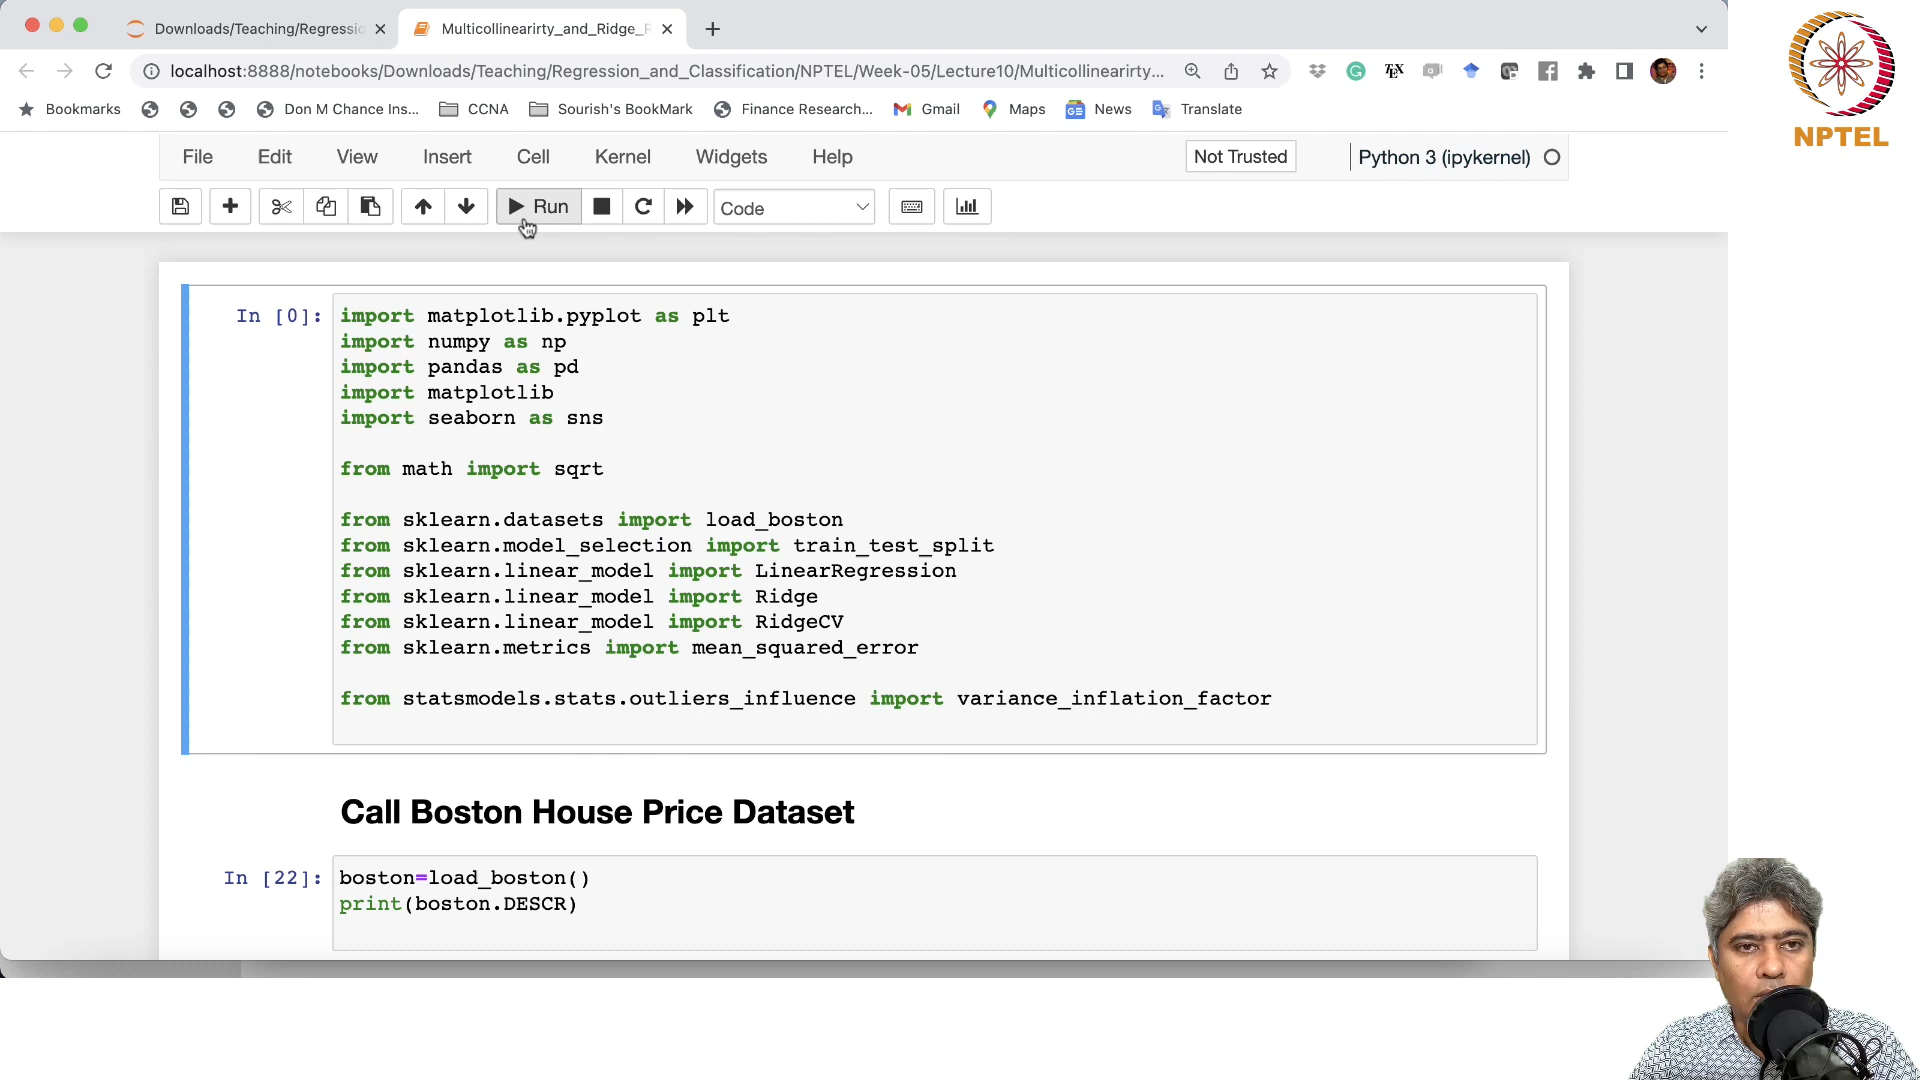 Downloads/Teaching/Regressio
Multicollinearirty_and_Ridge_R
localhost:8888/notebooks/Downloads/Teaching/Regression_and_Classification/NPTEL/Week-05/Lecture10/Multicollinearirty...
Bookmarks
Don M Chance Ins...
CCNA
Sourish's BookMark
Finance Research...
Gmail
Maps
News
Translate
NPTEL
File
Edit
View
Insert
Cell
Kernel
Widgets
Help
Not Trusted
Python 3 (ipykernel)
Run
Code
In [0]:
import matplotlib.pyplot as plt
import numpy as np
import pandas as pd
import matplotlib
import seaborn as sns
from math import sqrt
from sklearn.datasets import load_boston
from sklearn.model_selection import train_test_split
from sklearn.linear_model import LinearRegression
from sklearn.linear_model import Ridge
from sklearn.linear_model import RidgeCV
from sklearn.metrics import mean_squared_error
from statsmodels.stats.outliers_influence import variance_inflation_factor
Call Boston House Price Dataset
In [22]:
boston=load_boston()
print(boston.DESCR)